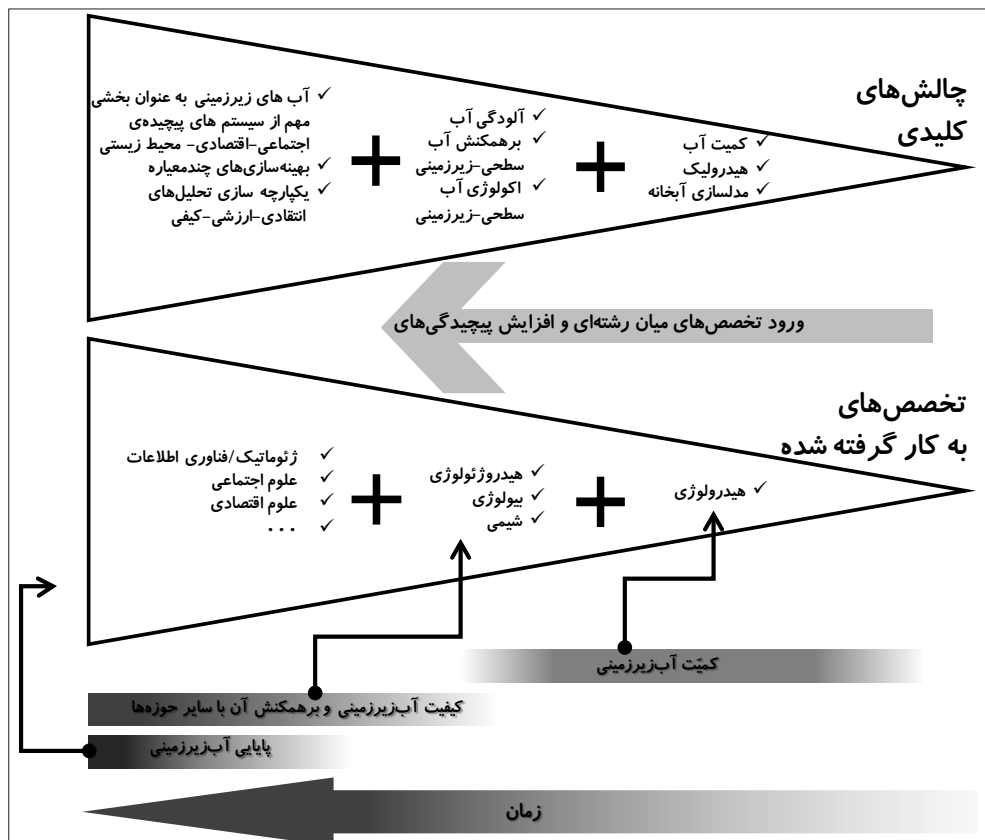 چالش‌های
کلیدی
✓ کمیت آب
✓ هیدرولیک
✓ مدلسازی آبخانه
+
✓ آلودگی آب
✓ برهمکنش آب
سطحی-زیرزمینی
✓ اکولوژی آب
سطحی-زیرزمینی
+
✓ آب های زیرزمینی به عنوان بخشی
مهم از سیستم های پیچیده‌ی
اجتماعی-اقتصادی- محیط زیستی
✓ بهینه‌سازی‌های چندمعیاره
✓ یکپارچه سازی تحلیل‌های
انتقادی-ارزشی-کیفی
ورود تخصص‌های میان رشته‌ای و افزایش پیچیدگی‌های
تخصص‌های
به کار گرفته شده
✓ هیدرولوژی
+
✓ هیدروژئولوژی
✓ بیولوژی
✓ شیمی
+
✓ ژئوماتیک/فناوری اطلاعات
✓ علوم اجتماعی
✓ علوم اقتصادی
✓ ...
کمیّت آب‌زیرزمینی
کیفیت آب‌زیرزمینی و برهمکنش آن با سایر حوزه‌ها
پایایی آب‌زیرزمینی
زمان